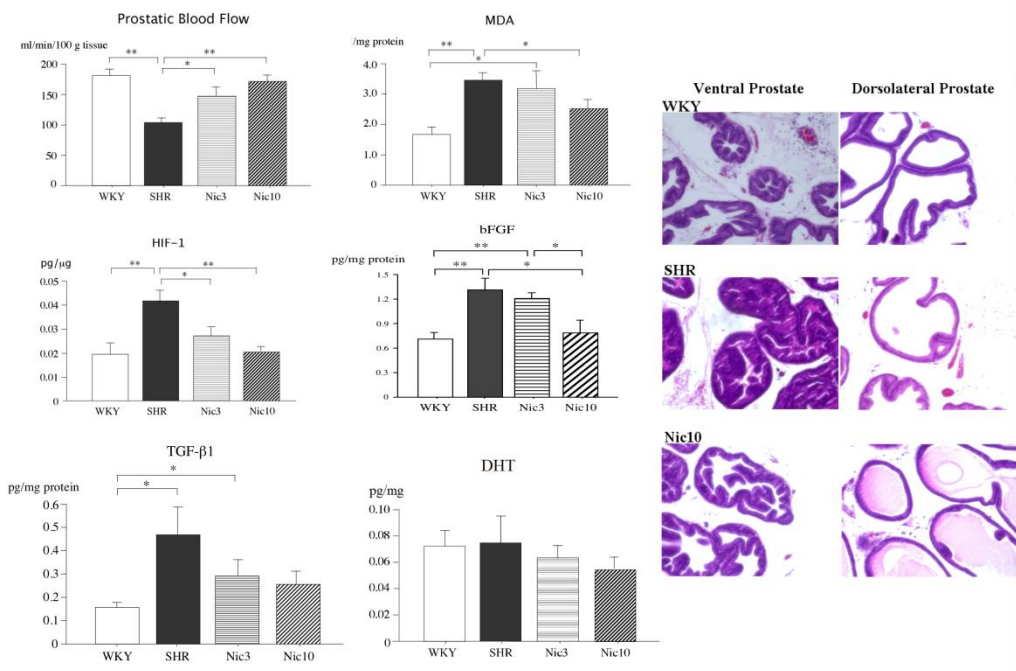 Prostatic Blood Flow
ml/min/100 g tissue
** **
*
200
150
100
50
0
WKY SHR Nic3 Nic10
MDA
/mg protein
** *
*
4.0
3.0
2.0
1.0
0
WKY SHR Nic3 Nic10
HIF-1
pg/μg
** **
*
0.05
0.04
0.03
0.02
0.01
0.00
WKY SHR Nic3 Nic10
bFGF
pg/mg protein
** *
** *
1.5
1.2
0.9
0.6
0
WKY SHR Nic3 Nic10
TGF-β1
pg/mg protein
*
*
0.6
0.5
0.4
0.3
0.2
0.1
0
WKY SHR Nic3 Nic10
DHT
pg/mg
0.10
0.08
0.06
0.04
0.02
0.00
WKY SHR Nic3 Nic10
Ventral Prostate Dorsolateral Prostate
WKY
SHR
Nic10